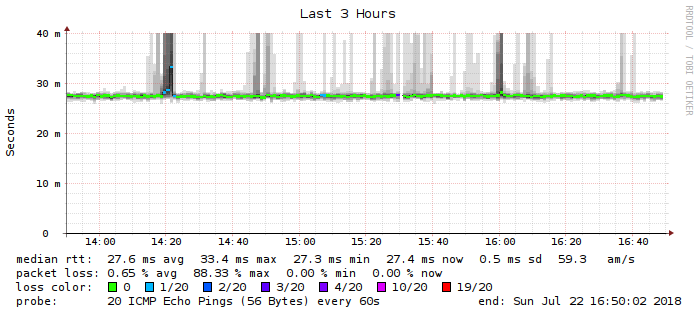 Last 3 Hours
RRDTOOL / TOBI OETIKER
Seconds
40 m
30 m
20 m
10 m
0
14:00 14:20 14:40 15:00 15:20 15:40 16:00 16:20 16:40
median rtt: 27.6 ms avg 33.4 ms max 27.3 ms min 27.4 ms now 0.5 ms sd 59.3 am/s
packet loss: 0.65 % avg 88.33 % max 0.00 % min 0.00 % now
loss color: 0 1/20 2/20 3/20 4/20 10/20 19/20
probe: 20 ICMP Echo Pings (56 Bytes) every 60s end: Sun Jul 22 16:50:02 2018